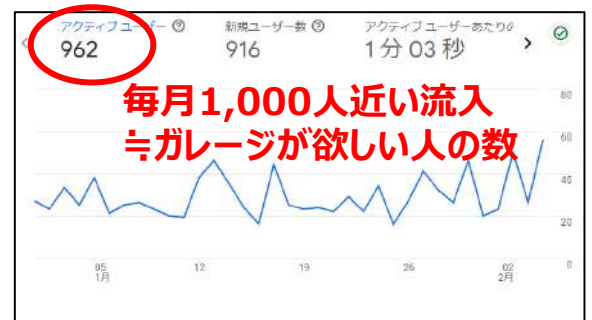 アクティブ ユーザー
962
新規ユーザー数
916
アクティブ ユーザーあたりの
1分 03 秒
毎月1,000人近い流入
≒ガレージが欲しい人の数
80
60
40
20
0
05
1月
12
19
26
02
2月